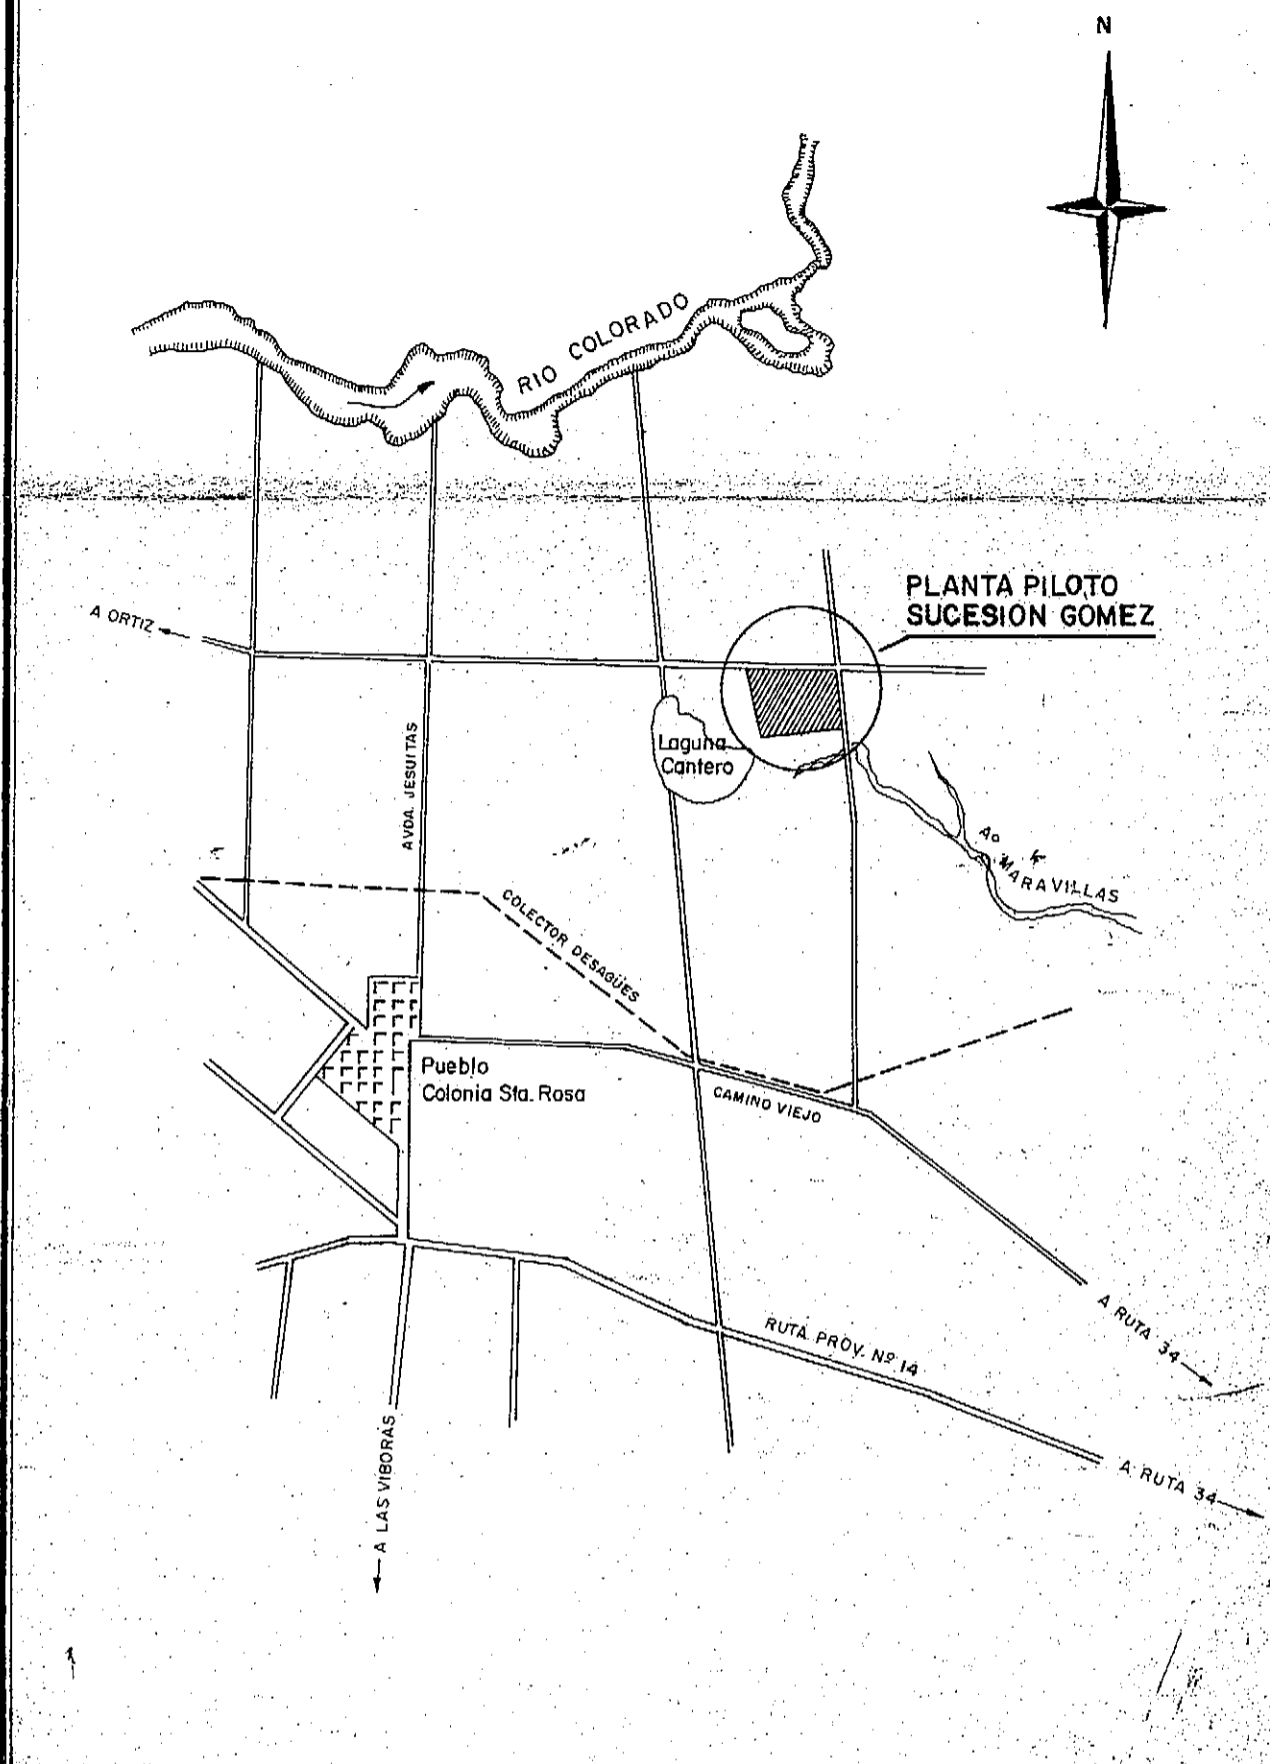 N
RIO COLORADO
PLANTA PILOTO
SUCESION GOMEZ
A ORTIZ
Laguna
Cantero
AVDA. JESUITAS
Ao
MARAVILLAS
COLECTOR DESAGÜES
Pueblo
Colonia Sta. Rosa
CAMINO VIEJO
A RUTA 34
RUTA PROV. Nº 14
A RUTA 34
A LAS VIBORAS